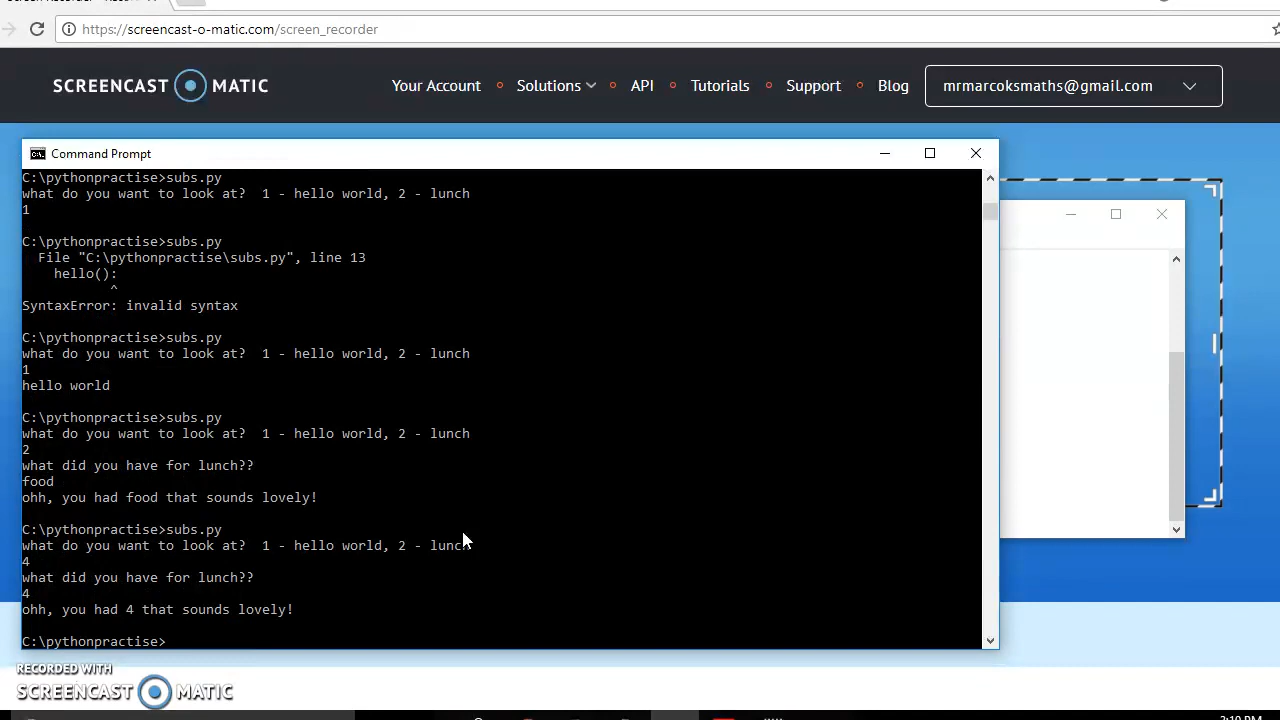 https://screencast-o-matic.com/screen_recorder
SCREENCAST MATIC
Your Account Solutions API Tutorials Support Blog mrmarcoksmaths@gmail.com
Command Prompt
C:\pythonpractise>subs.py
what do you want to look at?  1 - hello world, 2 - lunch
1
C:\pythonpractise>subs.py
File "C:\pythonpractise\subs.py", line 13
hello():
^
SyntaxError: invalid syntax
C:\pythonpractise>subs.py
what do you want to look at?  1 - hello world, 2 - lunch
1
hello world
C:\pythonpractise>subs.py
what do you want to look at?  1 - hello world, 2 - lunch
2
what did you have for lunch??
food
ohh, you had food that sounds lovely!
C:\pythonpractise>subs.py
what do you want to look at?  1 - hello world, 2 - lunch
4
what did you have for lunch??
4
ohh, you had 4 that sounds lovely!
C:\pythonpractise>
RECORDED WITH
SCREENCAST MATIC